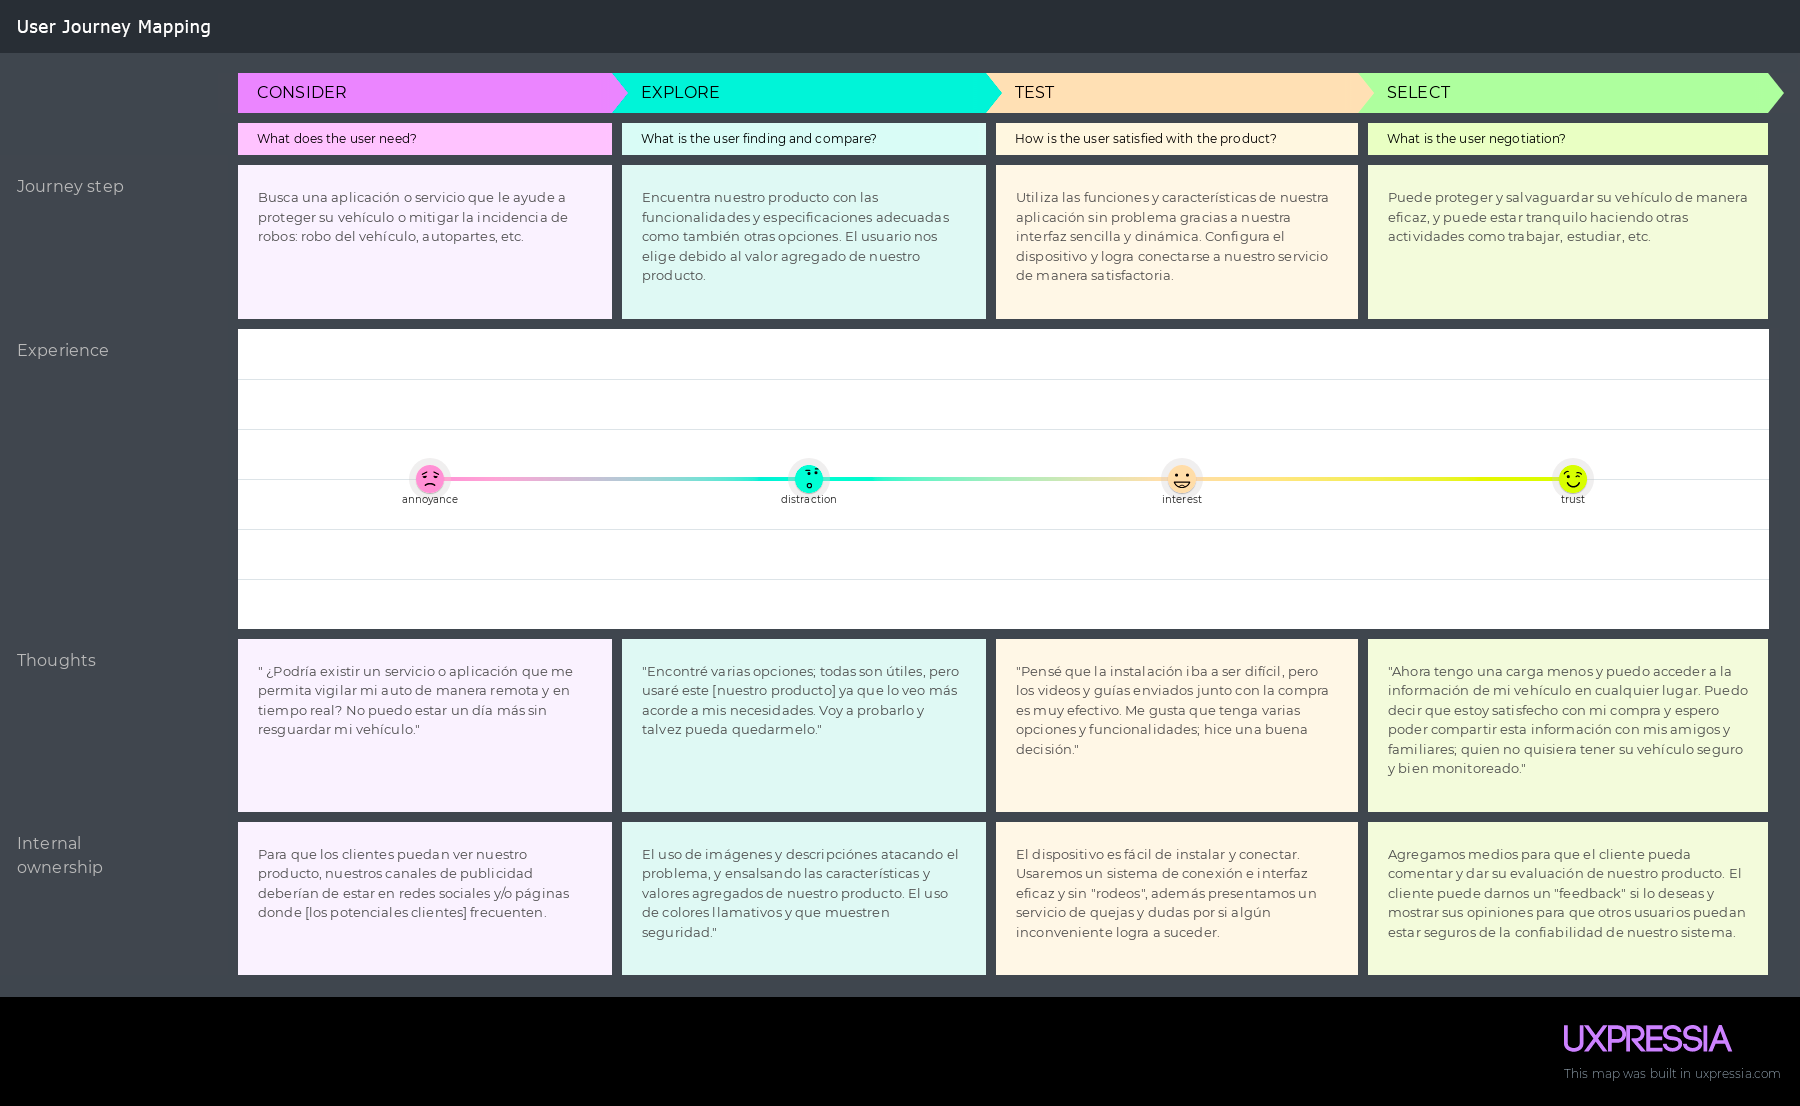 User Journey Mapping
CONSIDER
EXPLORE
TEST
SELECT
What does the user need?
What is the user finding and compare?
How is the user satisfied with the product?
What is the user negotiation?
Journey step
Busca una aplicación o servicio que le ayude a
proteger su vehículo o mitigar la incidencia de
robos: robo del vehículo, autopartes, etc.
Encuentra nuestro producto con las
funcionalidades y especificaciones adecuadas
como también otras opciones. El usuario nos
elige debido al valor agregado de nuestro
producto.
Utiliza las funciones y características de nuestra
aplicación sin problema gracias a nuestra
interfaz sencilla y dinámica. Configura el
dispositivo y logra conectarse a nuestro servicio
de manera satisfactoria.
Puede proteger y salvaguardar su vehículo de manera
eficaz, y puede estar tranquilo haciendo otras
actividades como trabajar, estudiar, etc.
Experience
annoyance
distraction
interest
trust
Thoughts
" ¿Podría existir un servicio o aplicación que me
permita vigilar mi auto de manera remota y en
tiempo real? No puedo estar un día más sin
resguardar mi vehículo."
"Encontré varias opciones; todas son útiles, pero
usaré este [nuestro producto] ya que lo veo más
acorde a mis necesidades. Voy a probarlo y
talvez pueda quedarmelo."
"Pensé que la instalación iba a ser difícil, pero
los videos y guías enviados junto con la compra
es muy efectivo. Me gusta que tenga varias
opciones y funcionalidades; hice una buena
decisión."
"Ahora tengo una carga menos y puedo acceder a la
información de mi vehículo en cualquier lugar. Puedo
decir que estoy satisfecho con mi compra y espero
poder compartir esta información con mis amigos y
familiares; quien no quisiera tener su vehículo seguro
y bien monitoreado."
Internal
ownership
Para que los clientes puedan ver nuestro
producto, nuestros canales de publicidad
deberían de estar en redes sociales y/o páginas
donde [los potenciales clientes] frecuenten.
El uso de imágenes y descripciónes atacando el
problema, y ensalsando las características y
valores agregados de nuestro producto. El uso
de colores llamativos y que muestren
seguridad."
El dispositivo es fácil de instalar y conectar.
Usaremos un sistema de conexión e interfaz
eficaz y sin "rodeos", además presentamos un
servicio de quejas y dudas por si algún
inconveniente logra a suceder.
Agregamos medios para que el cliente pueda
comentar y dar su evaluación de nuestro producto. El
cliente puede darnos un "feedback" si lo deseas y
mostrar sus opiniones para que otros usuarios puedan
estar seguros de la confiabilidad de nuestro sistema.
UXPRESSIA
This map was built in uxpressia.com